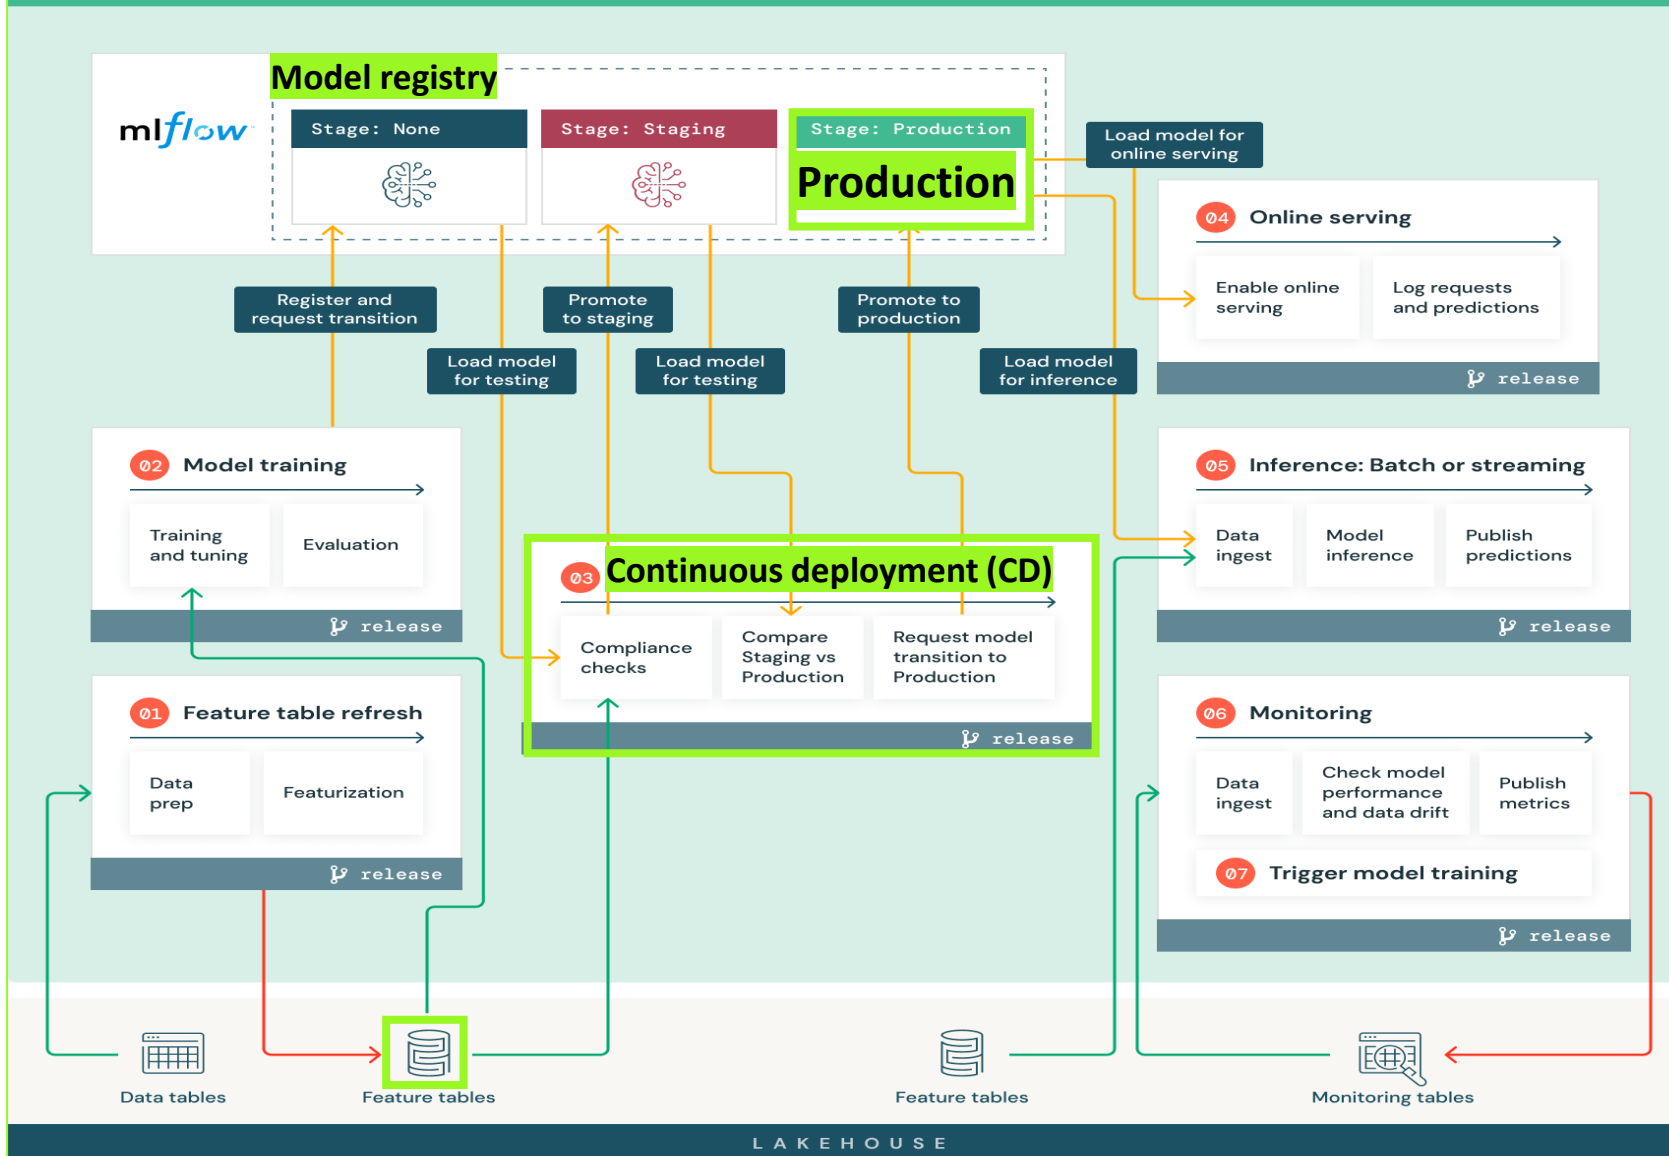 Model registry
mlflow
Stage: None
Stage: Staging
Stage: Production
Production
Load model for
online serving
04 Online serving
Enable online
serving
Log requests
and predictions
release
Register and
request transition
Promote
to staging
Promote to
production
Load model
for testing
Load model
for testing
Load model
for inference
02 Model training
Training
and tuning
Evaluation
release
03 Continuous deployment (CD)
Compliance
checks
Compare
Staging vs
Production
Request model
transition to
Production
release
05 Inference: Batch or streaming
Data
ingest
Model
inference
Publish
predictions
release
01 Feature table refresh
Data
prep
Featurization
release
06 Monitoring
Data
ingest
Check model
performance
and data drift
Publish
metrics
07 Trigger model training
release
Data tables
Feature tables
Feature tables
Monitoring tables
LAKEHOUSE